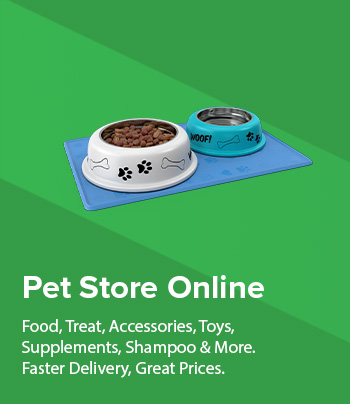 WOOF!
Pet Store Online
Food, Treat, Accessories, Toys,
Supplements, Shampoo & More.
Faster Delivery, Great Prices.